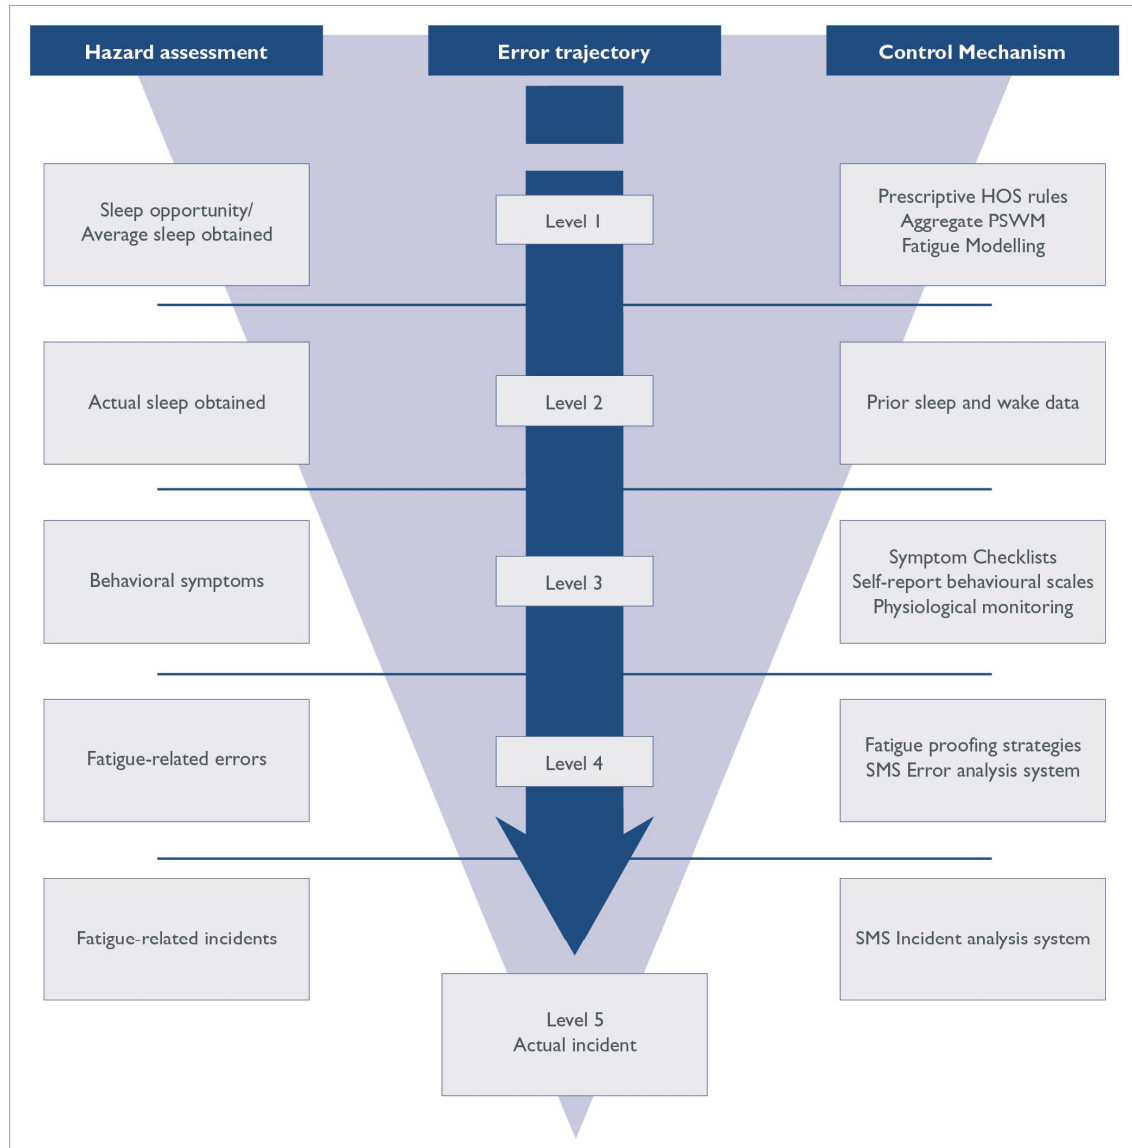 Hazard assessment
Error trajectory
Control Mechanism
Sleep opportunity/
Average sleep obtained
Level 1
Prescriptive HOS rules
Aggregate PSWM
Fatigue Modelling
Actual sleep obtained
Level 2
Prior sleep and wake data
Behavioral symptoms
Level 3
Symptom Checklists
Self-report behavioural scales
Physiological monitoring
Fatigue-related errors
Level 4
Fatigue proofing strategies
SMS Error analysis system
Fatigue-related incidents
SMS Incident analysis system
Level 5
Actual incident